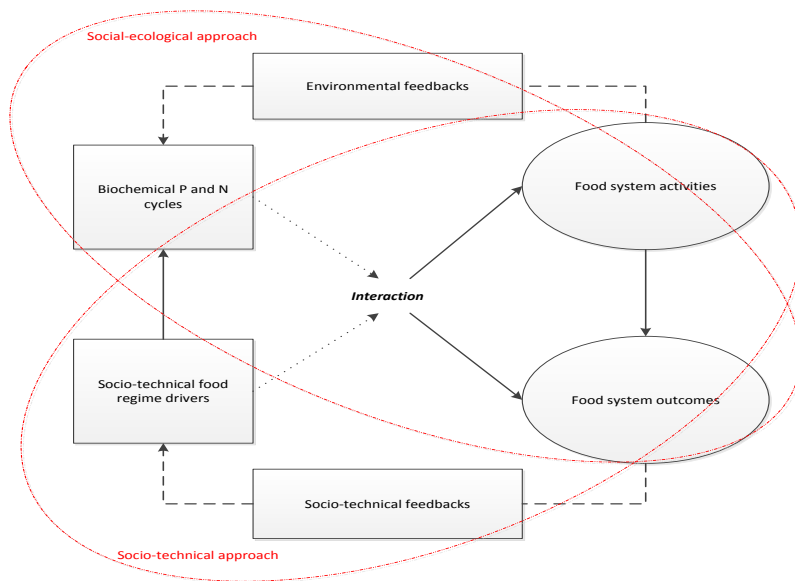 Social-ecological approach
Environmental feedbacks
Biochemical P and N
cycles
Food system activities
Interaction
Socio-technical food
regime drivers
Food system outcomes
Socio-technical feedbacks
Socio-technical approach